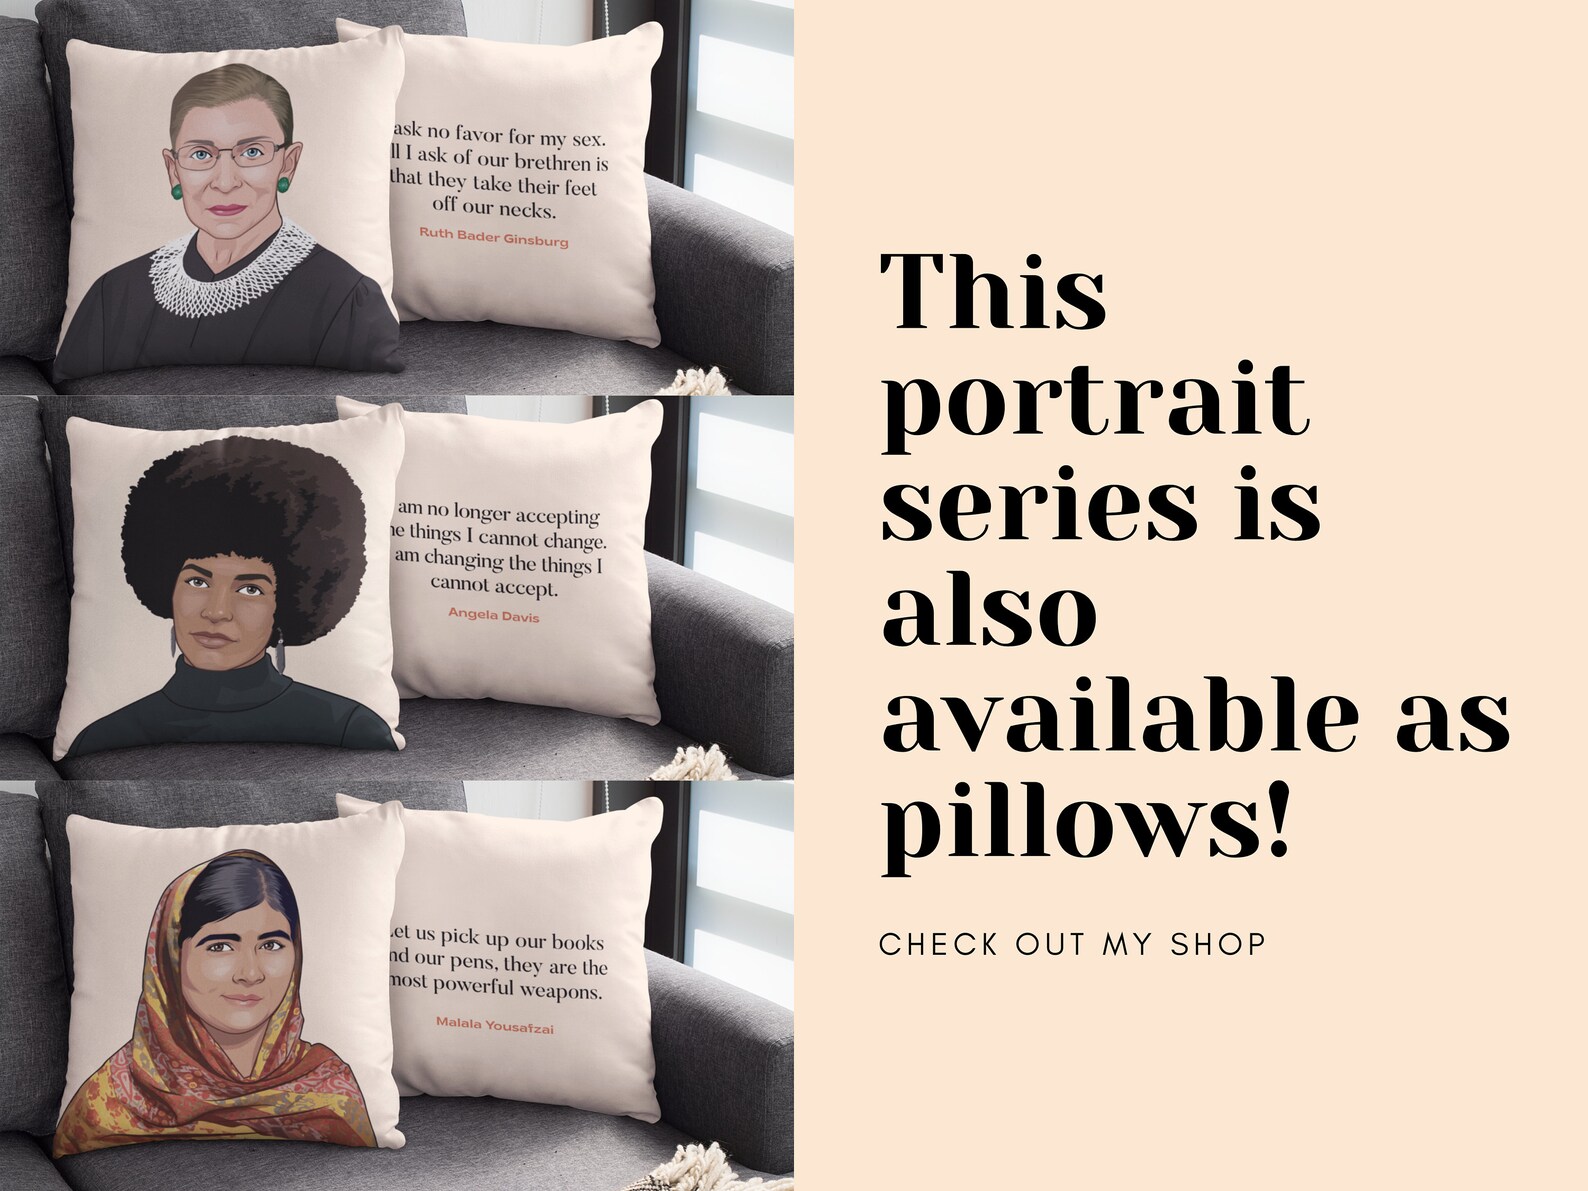 ask no favor for my sex.
I ask of our brethren is
that they take their feet
off our necks.
Ruth Bader Ginsburg
am no longer accepting
things I cannot change.
am changing the things I
cannot accept.
Angela Davis
et us pick up our books
nd our pens, they are the
most powerful weapons.
Malala Yousafzai
This
portrait
series is
also
available as
pillows!
CHECK OUT MY SHOP